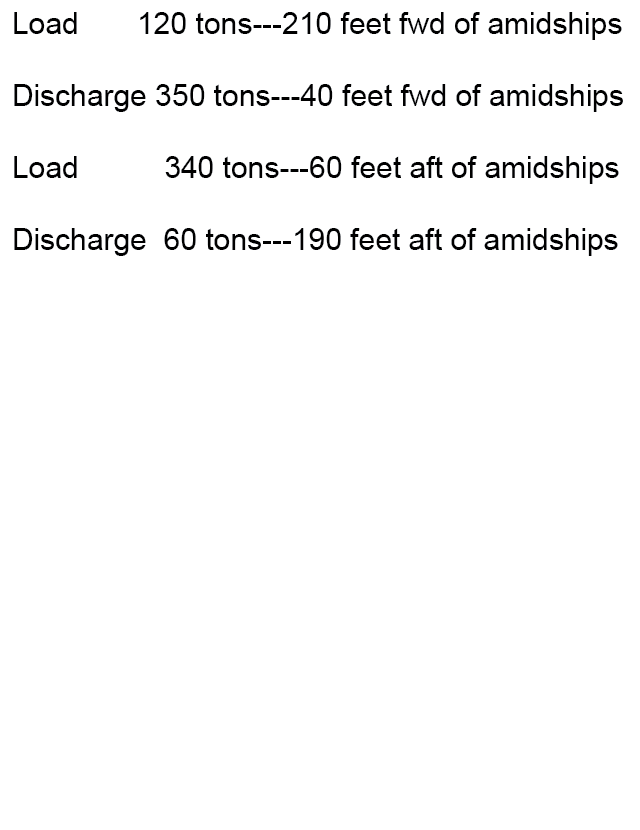 Load 120 tons---210 feet fwd of amidships
Discharge 350 tons---40 feet fwd of amidships
Load 340 tons---60 feet aft of amidships
Discharge 60 tons---190 feet aft of amidships